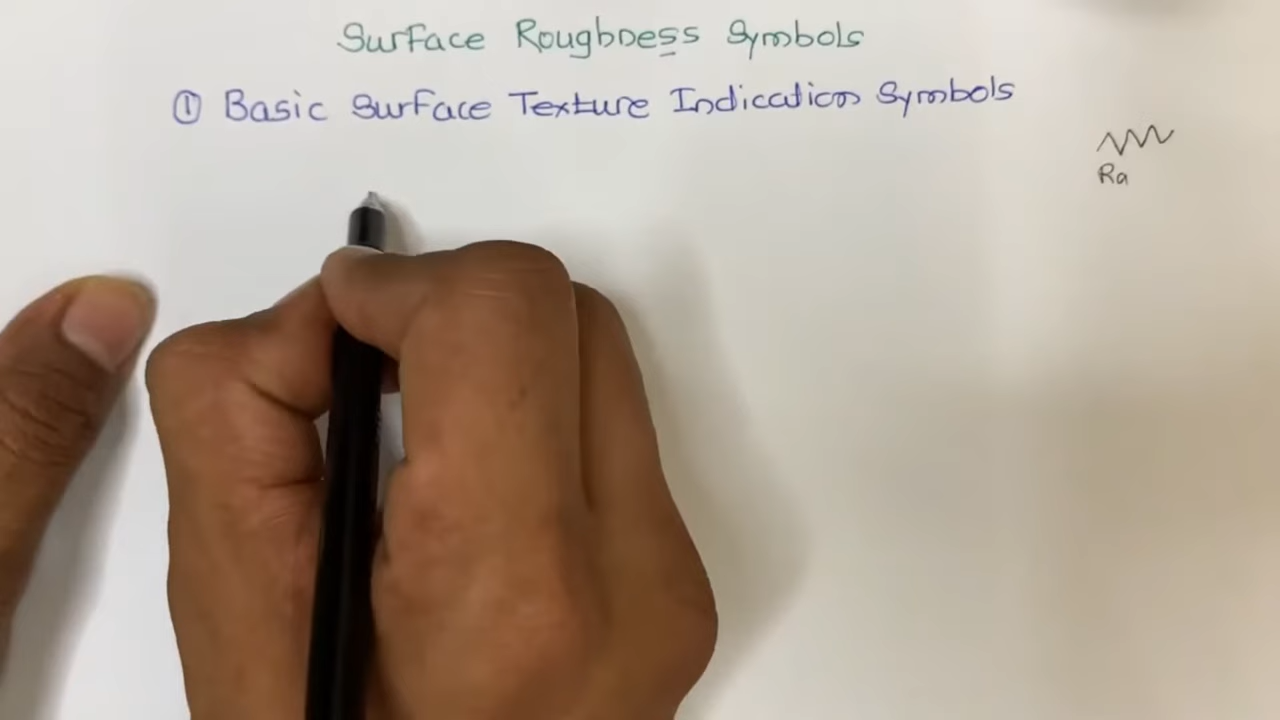 Surface Roughness Symbols
① Basic Surface Texture Indication Symbols
Ra